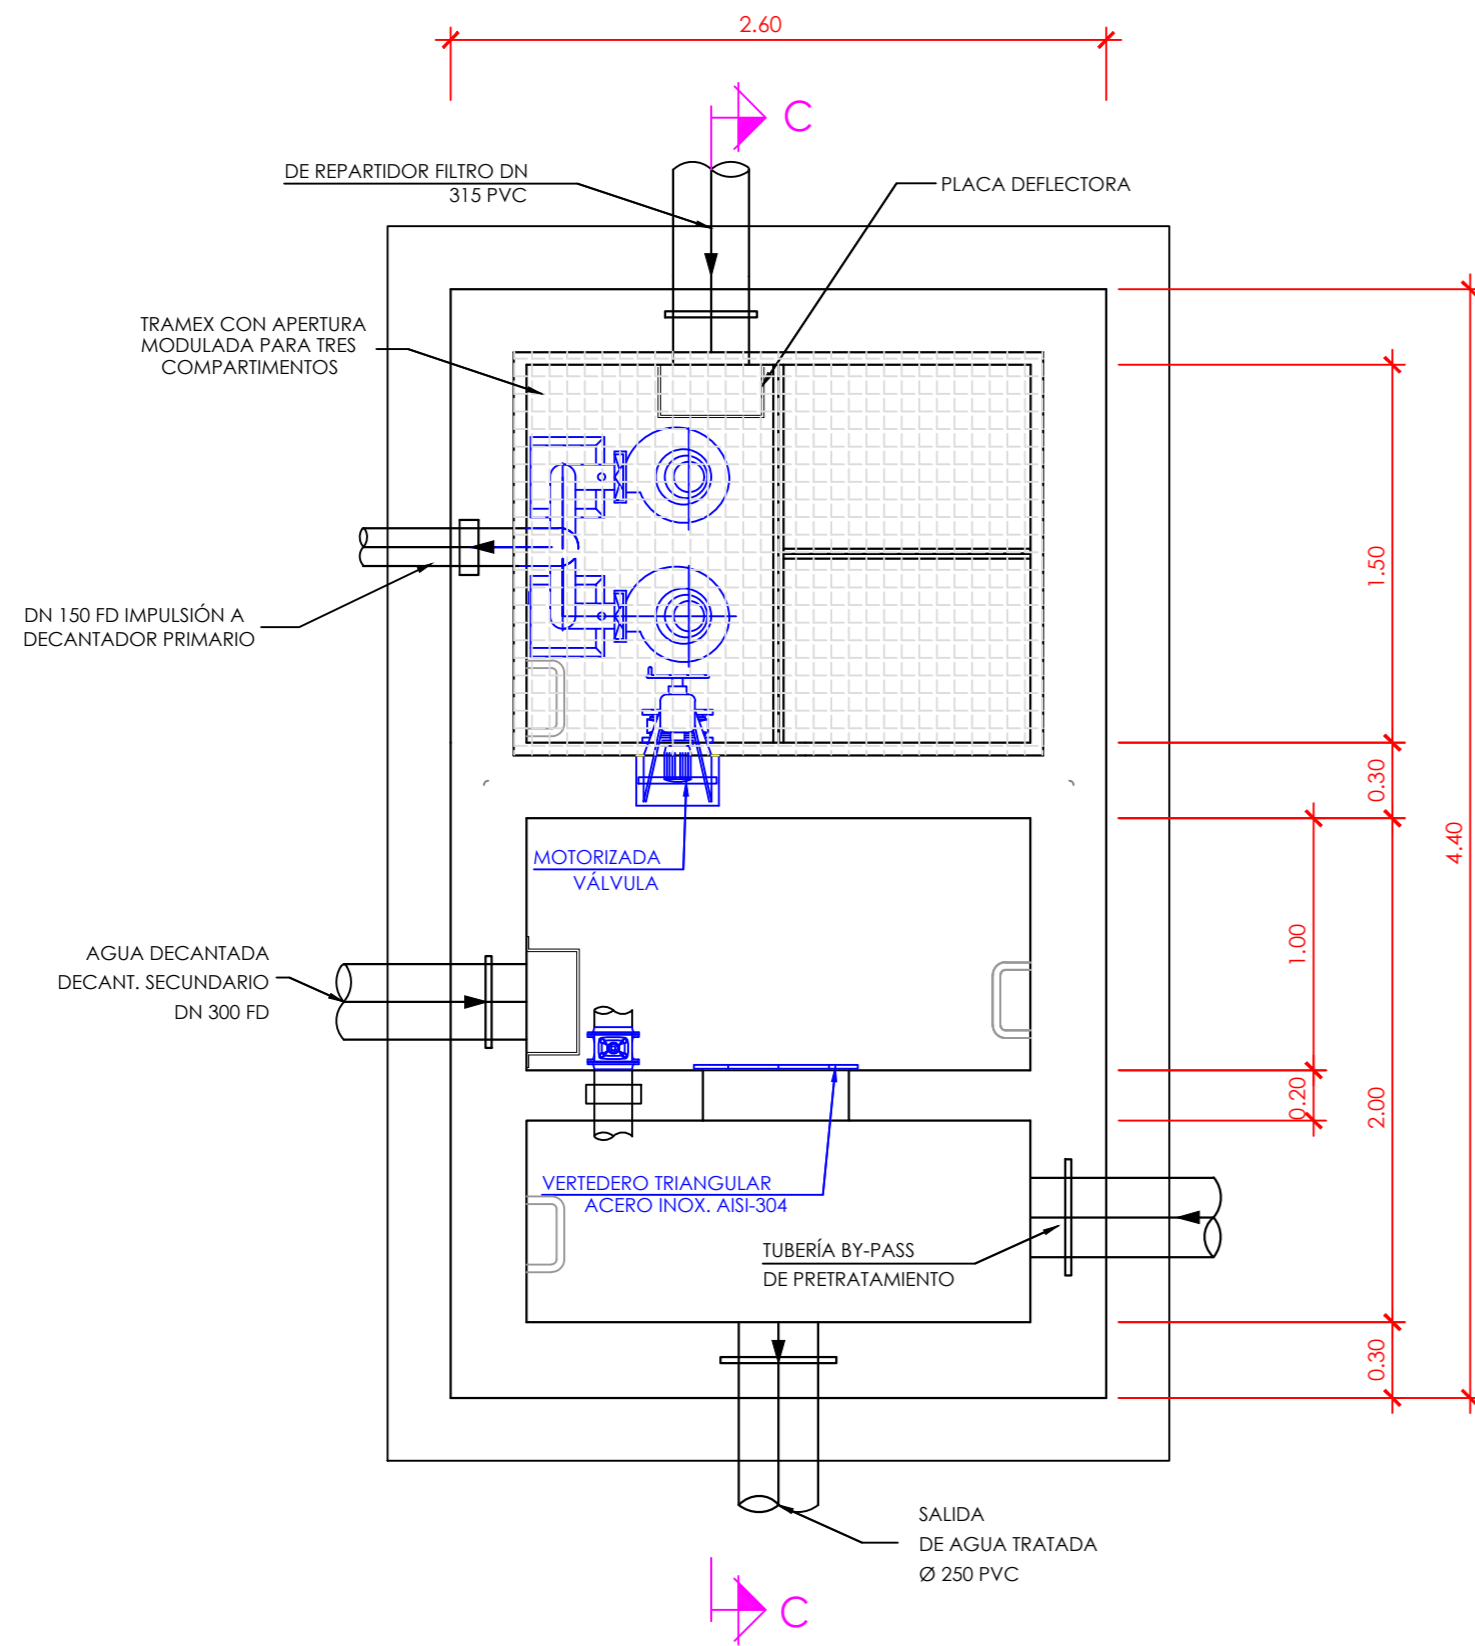 2.60
C
DE REPARTIDOR FILTRO DN
315 PVC
PLACA DEFLECTORA
TRAMEX CON APERTURA
MODULADA PARA TRES
COMPARTIMENTOS
1.50
DN 150 FD IMPULSIÓN A
DECANTADOR PRIMARIO
0.30
4.40
MOTORIZADA
VÁLVULA
1.00
AGUA DECANTADA
DECANT. SECUNDARIO
DN 300 FD
0.20
2.00
VERTEDERO TRIANGULAR
ACERO INOX. AISI-304
TUBERÍA BY-PASS
DE PRETRATAMIENTO
0.30
SALIDA
DE AGUA TRATADA
Ø 250 PVC
C